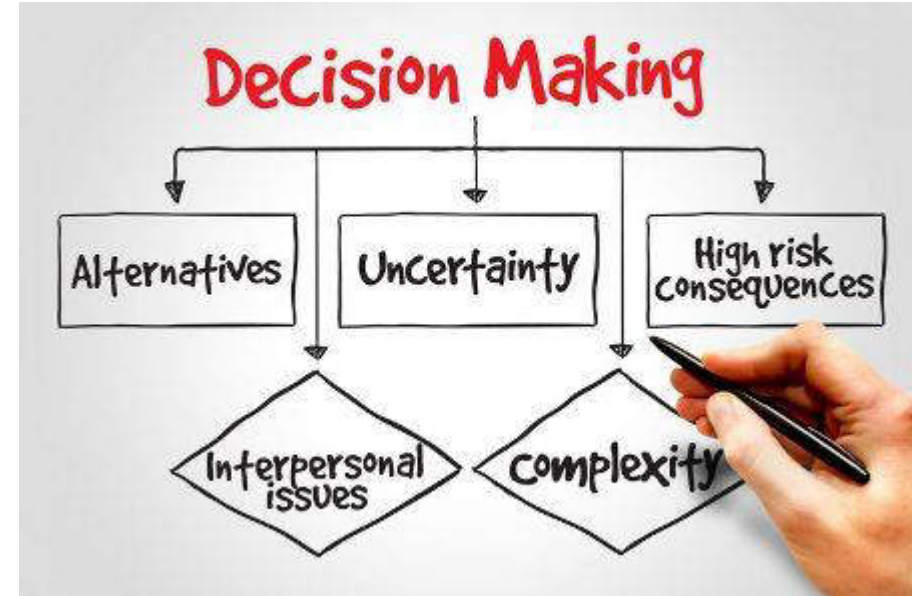 Decision Making
Alternatives
Uncertainty
High risk
consequences
Interpersonal
issues
complexity